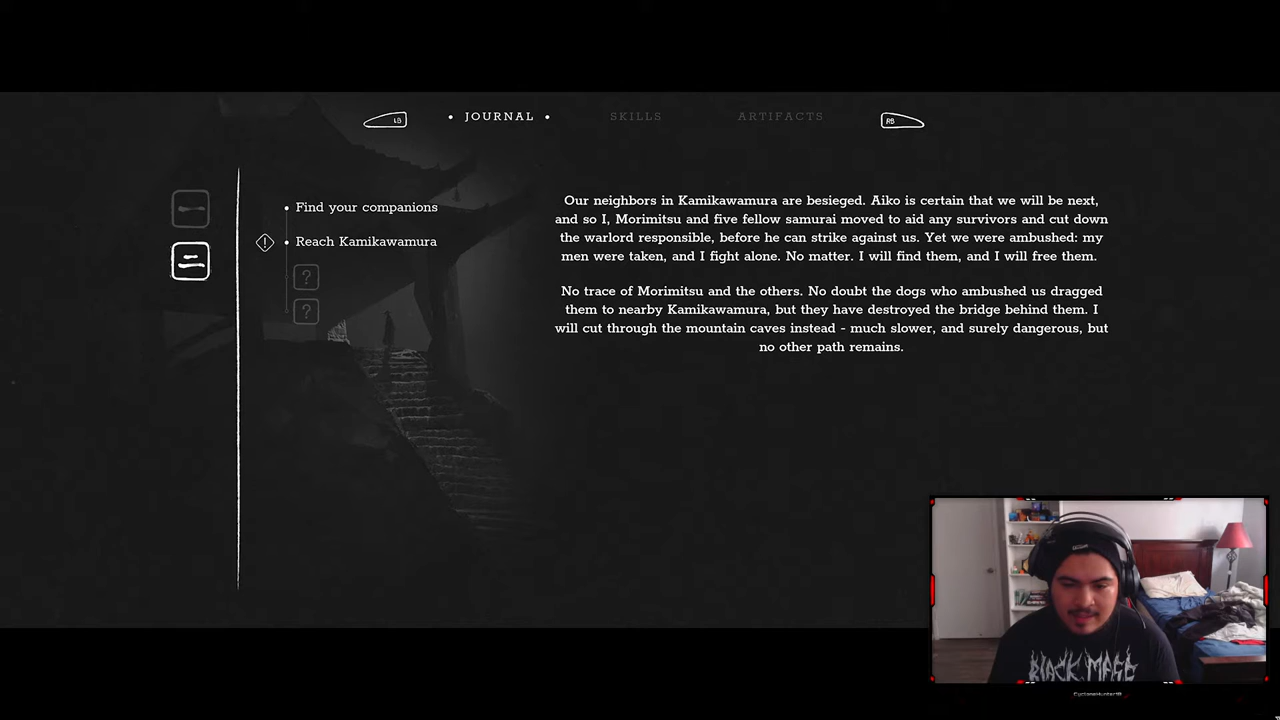 LB
JOURNAL
SKILLS
ARTIFACTS
RB
一
二
Find your companions
!
Reach Kamikawamura
?
?
Our neighbors in Kamikawamura are besieged. Aiko is certain that we will be next,
and so I, Morimitsu and five fellow samurai moved to aid any survivors and cut down
the warlord responsible, before he can strike against us. Yet we were ambushed: my
men were taken, and I fight alone. No matter. I will find them, and I will free them.
No trace of Morimitsu and the others. No doubt the dogs who ambushed us dragged
them to nearby Kamikawamura, but they have destroyed the bridge behind them. I
will cut through the mountain caves instead - much slower, and surely dangerous, but
no other path remains.
BLACK MAGE